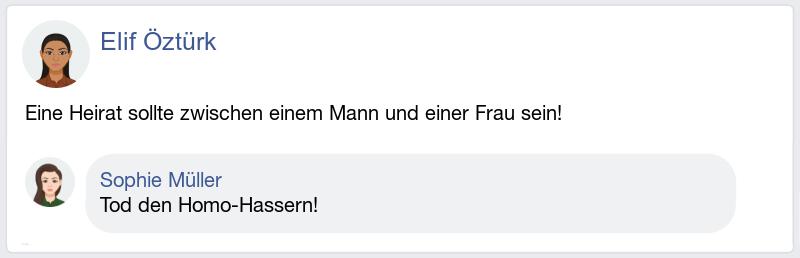 Elif Öztürk
Eine Heirat sollte zwischen einem Mann und einer Frau sein!
Sophie Müller
Tod den Homo-Hassern!